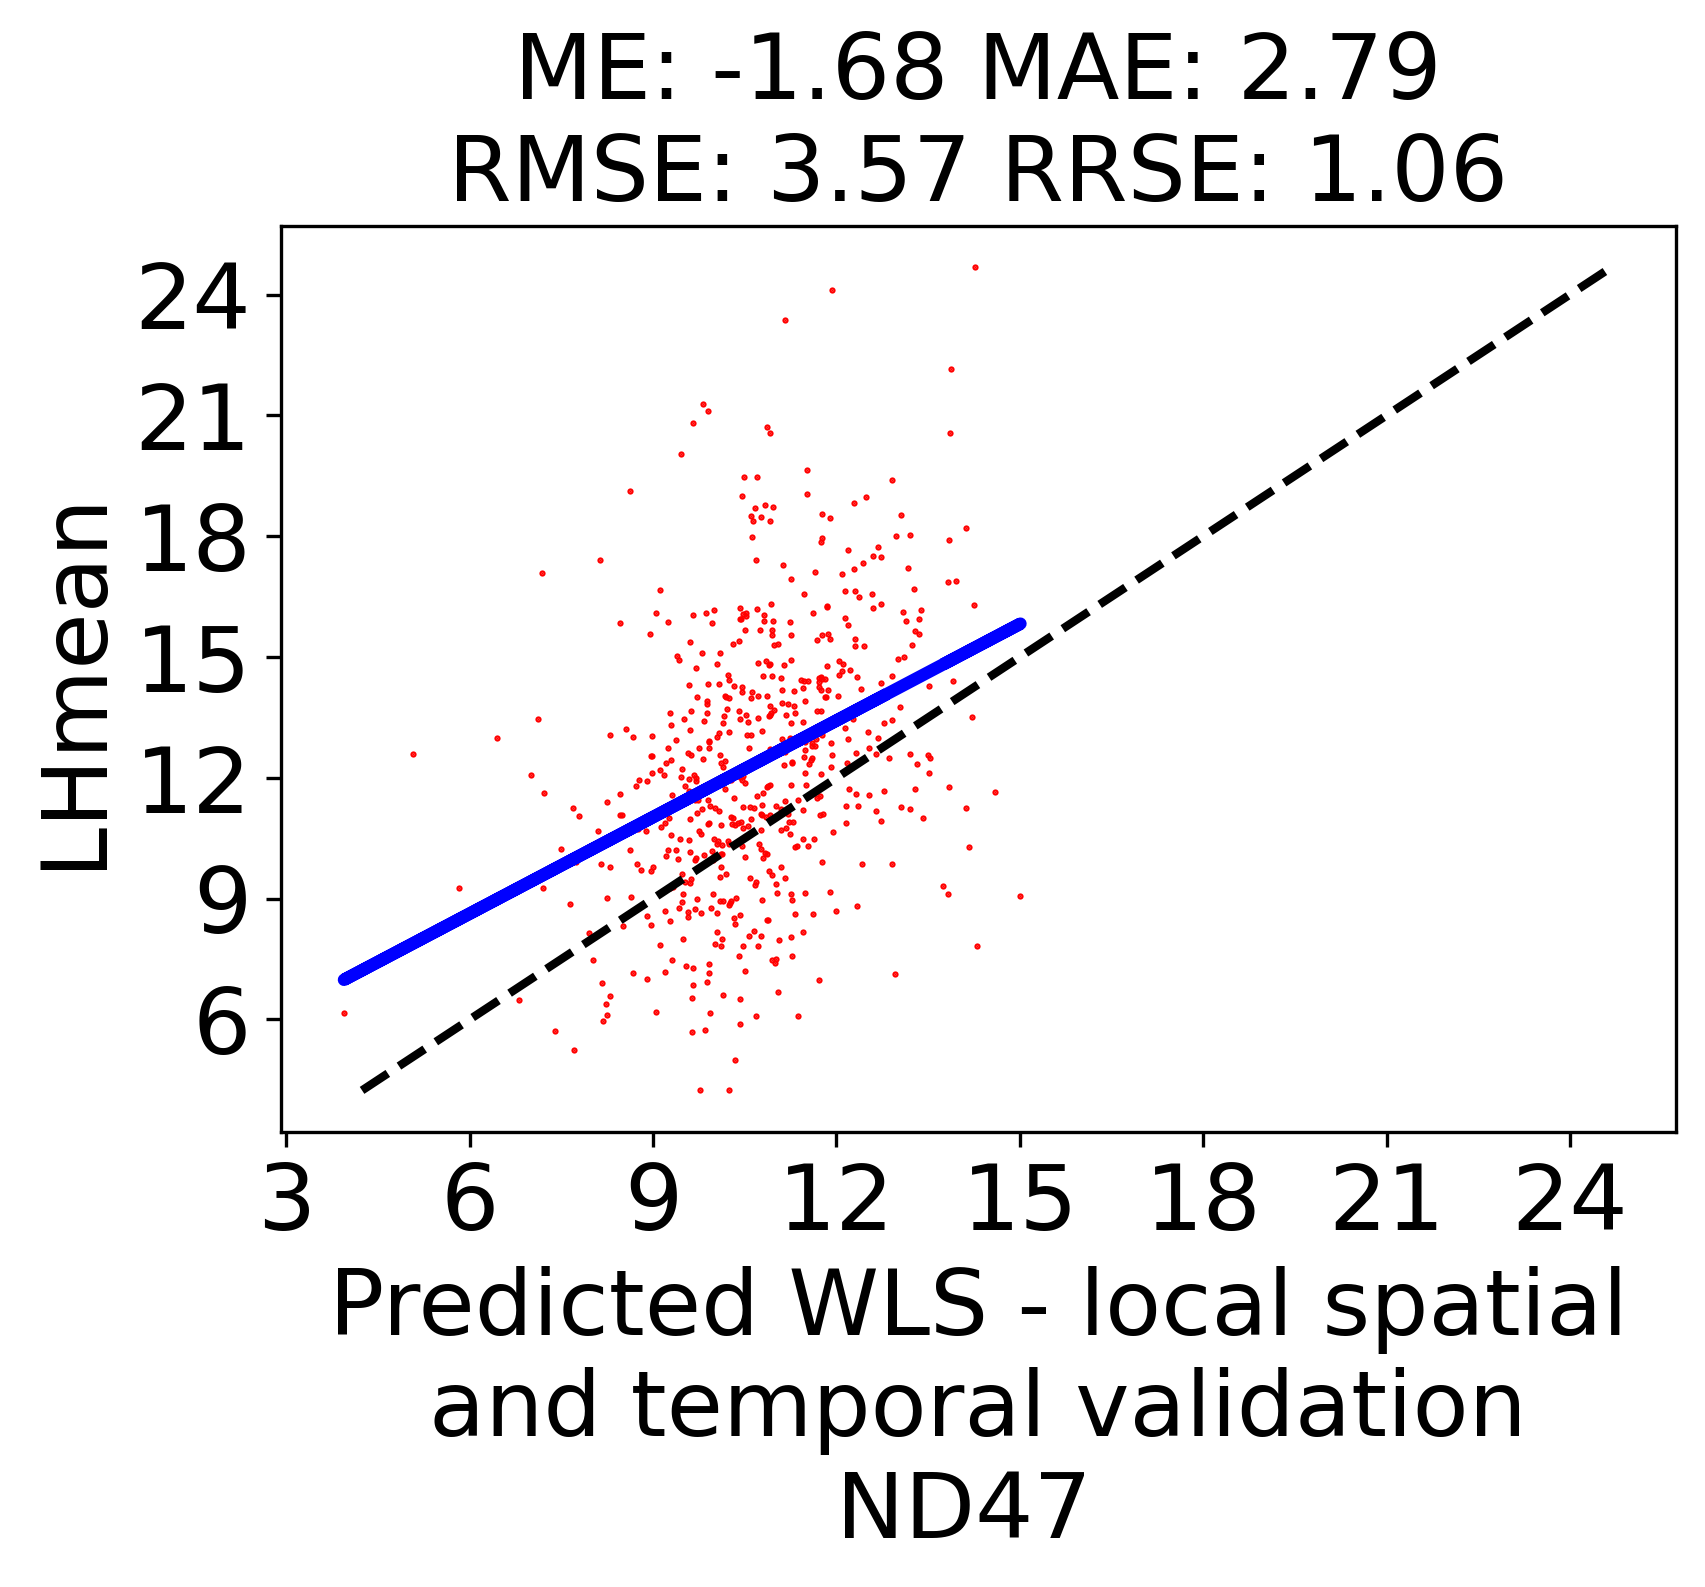 ME: -1.68 MAE: 2.79
RMSE: 3.57 RRSE: 1.06
24
21
18
15
12
9
6
LHmean
3 6 9 12 15 18 21 24
Predicted WLS - local spatial
and temporal validation
ND47